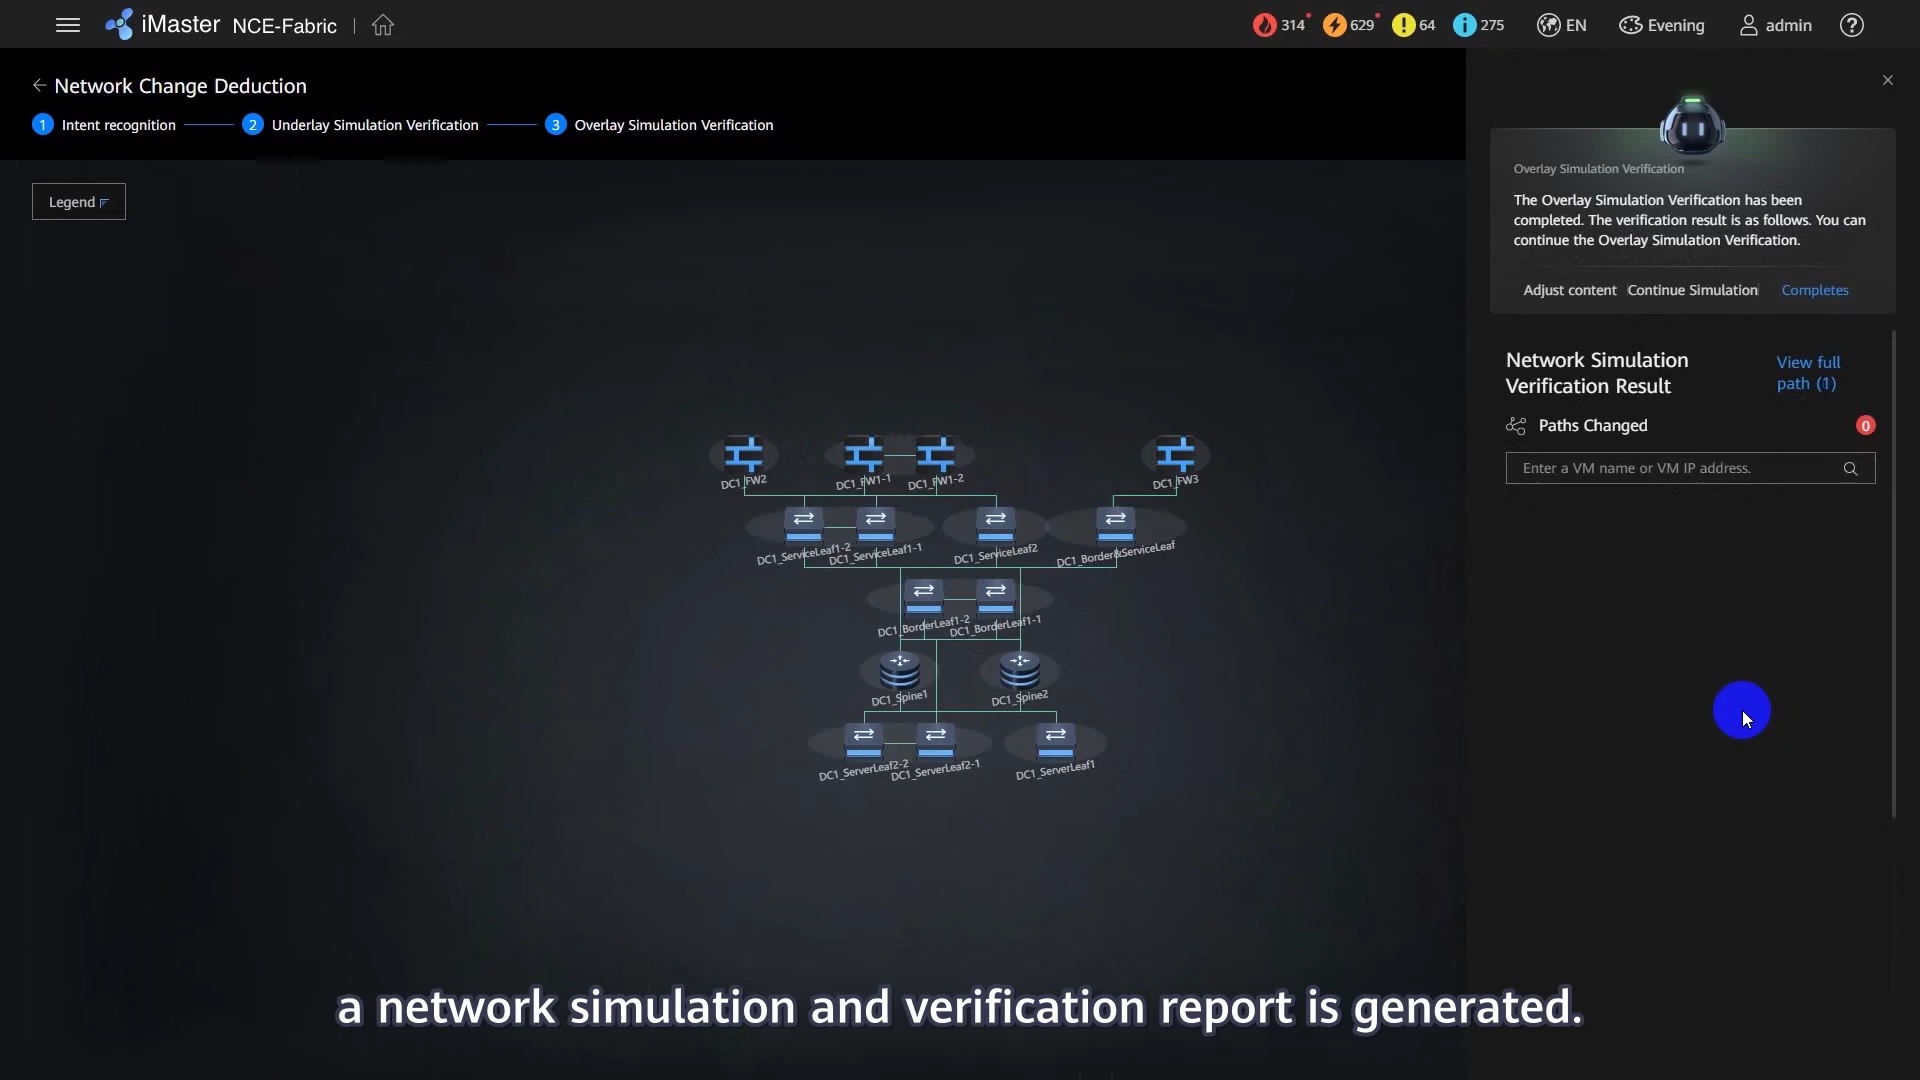 iMaster NCE-Fabric
314 629 64 275 EN Evening admin
Network Change Deduction
1 Intent recognition 2 Underlay Simulation Verification 3 Overlay Simulation Verification
Legend
DC1_FW2 DC1_FW1-1 DC1_FW1-2 DC1_FW3
DC1_ServiceLeaf1-2 DC1_ServiceLeaf1-1 DC1_ServiceLeaf2 DC1_Border&ServiceLeaf
DC1_BorderLeaf1-2 DC1_BorderLeaf1-1
DC1_Spine1 DC1_Spine2
DC1_ServerLeaf2-2 DC1_ServerLeaf2-1 DC1_ServerLeaf1
Overlay Simulation Verification
The Overlay Simulation Verification has been
completed. The verification result is as follows. You can
continue the Overlay Simulation Verification.
Adjust content Continue Simulation Completes
Network Simulation
Verification Result
View full
path (1)
Paths Changed 0
Enter a VM name or VM IP address.
a network simulation and verification report is generated.